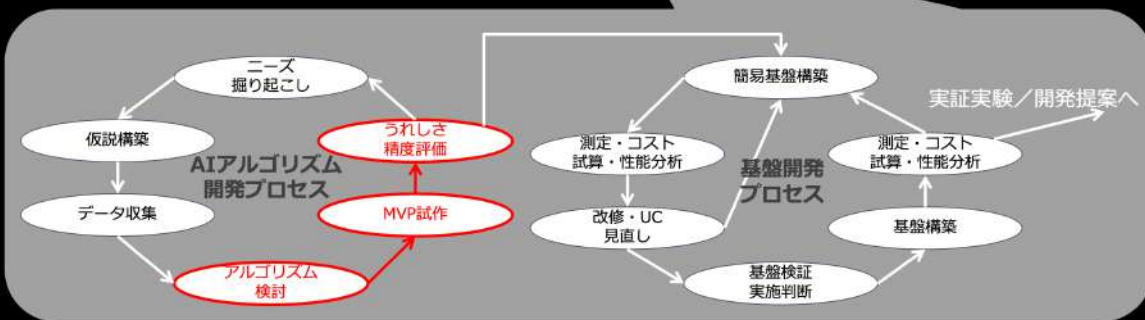 ニーズ
掘り起こし
仮説構築
データ収集
アルゴリズム
検討
MVP試作
うれしさ
精度評価
AIアルゴリズム
開発プロセス
簡易基盤構築
測定・コスト
試算・性能分析
改修・UC
見直し
基盤検証
実施判断
基盤構築
測定・コスト
試算・性能分析
基盤開発
プロセス
実証実験／開発提案へ